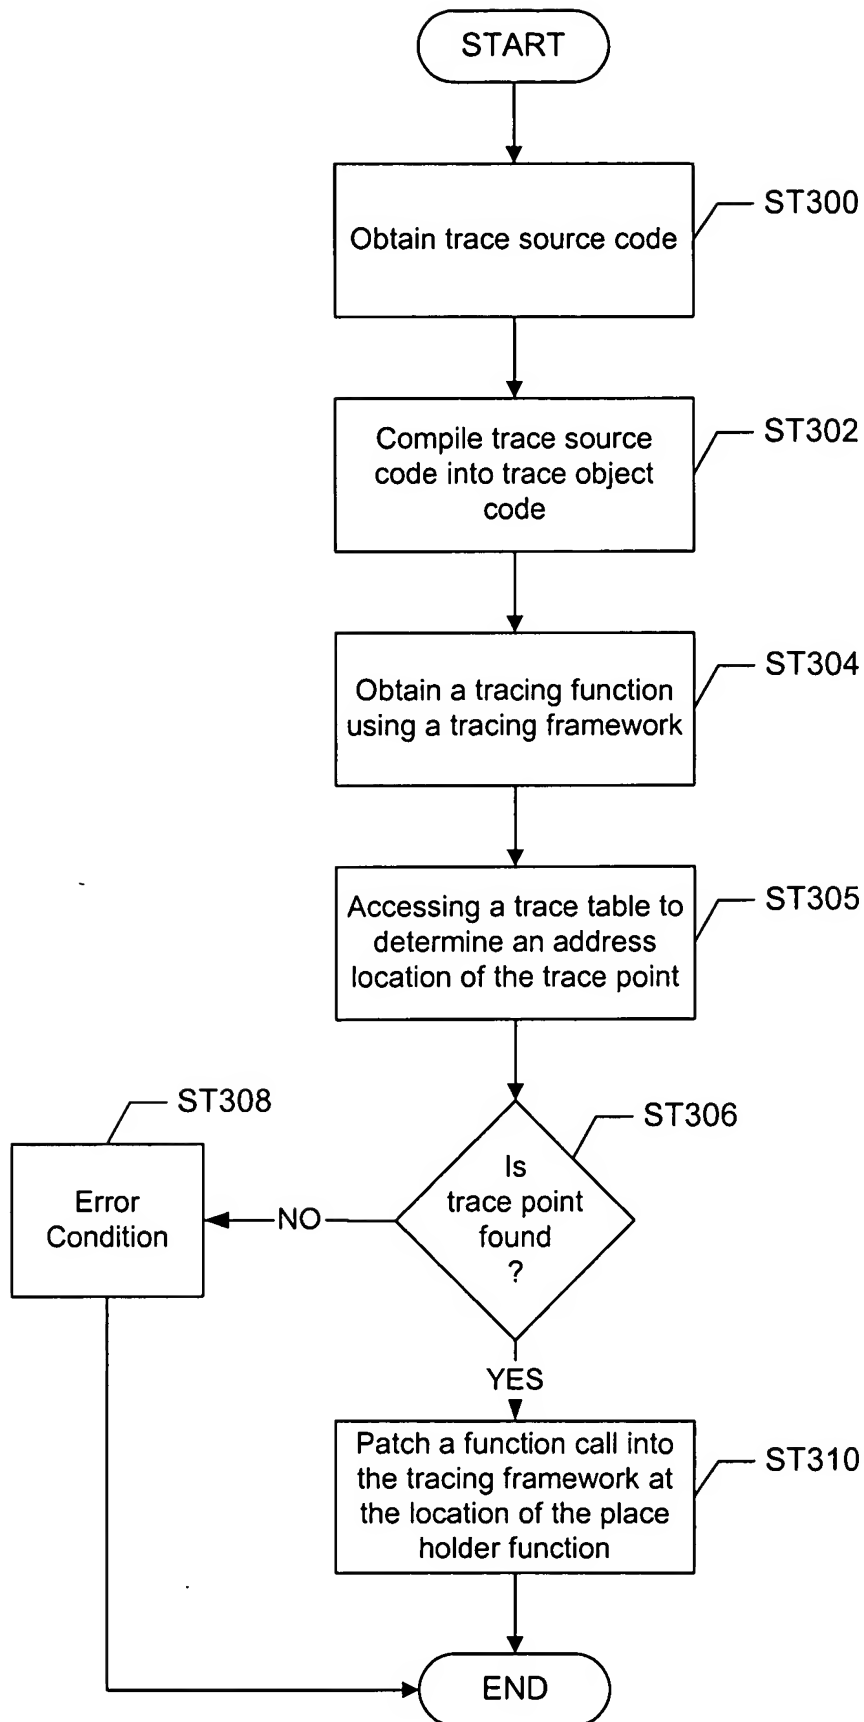 START
Obtain trace source code
ST300
Compile trace source
code into trace object
code
ST302
Obtain a tracing function
using a tracing framework
ST304
Accessing a trace table to
determine an address
location of the trace point
ST305
Is
trace point
found
?
ST306
NO
Error
Condition
ST308
YES
Patch a function call into
the tracing framework at
the location of the place
holder function
ST310
END